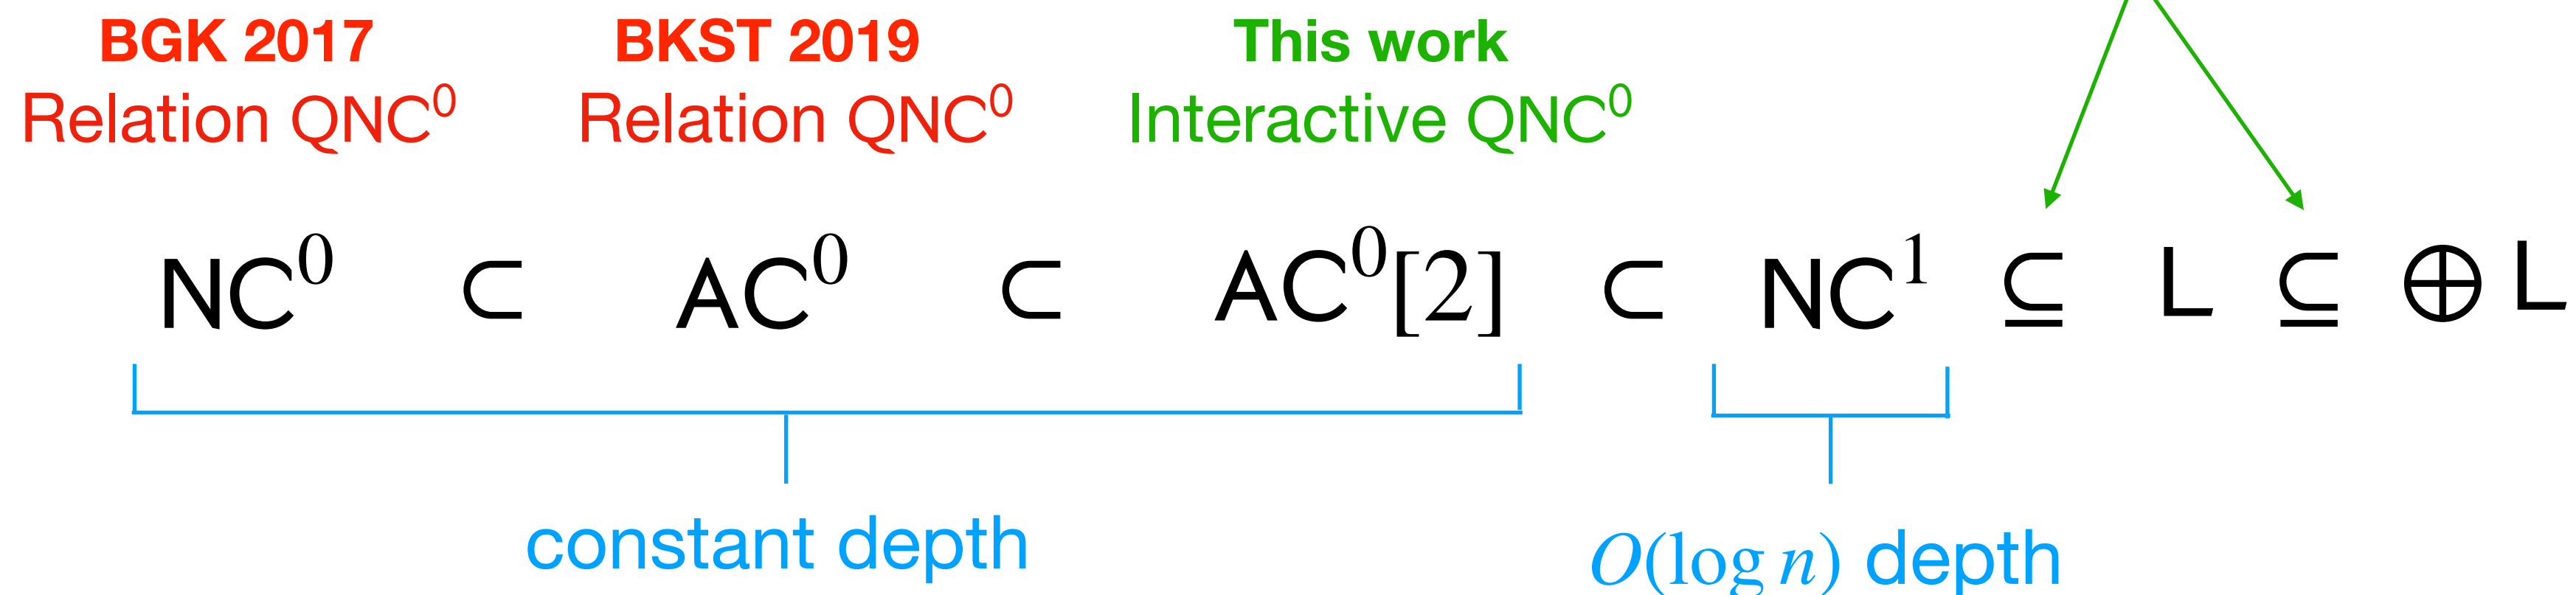 BGK 2017 BKST 2019 This work
Relation QNC⁰ Relation QNC⁰ Interactive QNC⁰
NC⁰ ⊂ AC⁰ ⊂ AC⁰[2] ⊂ NC¹ ⊆ L ⊆ ⊕L
constant depth O(log n) depth